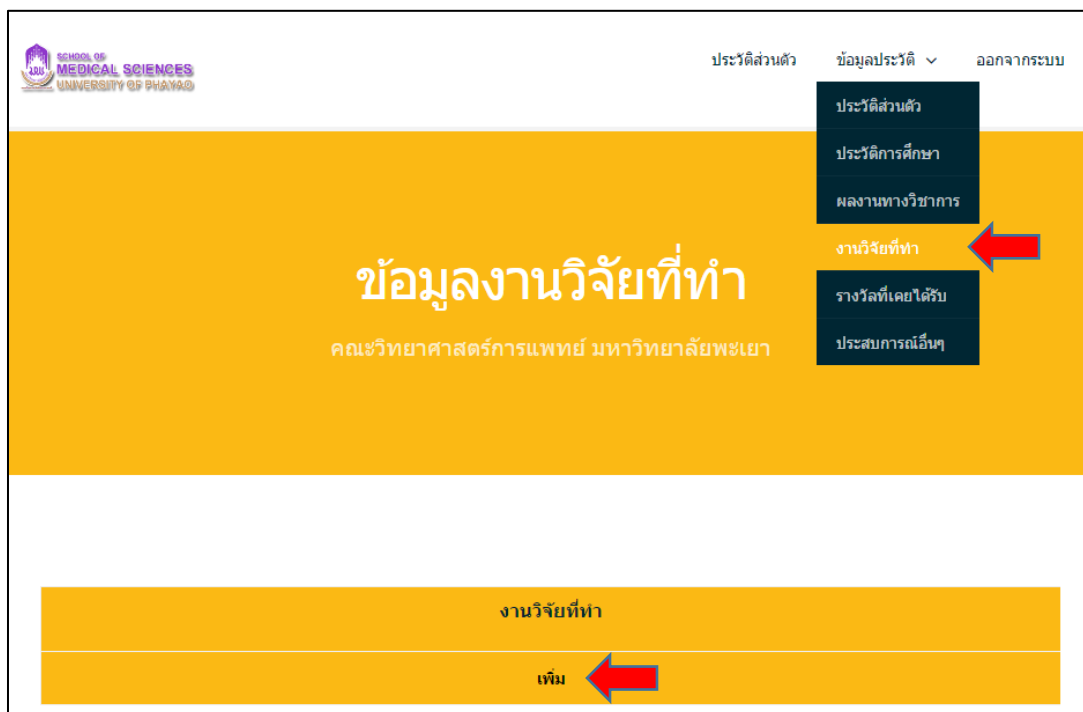 SCHOOL OF
MEDICAL SCIENCES
UNIVERSITY OF PHAYAO
ประวัติส่วนตัว
ข้อมูลประวัติ
ออกจากระบบ
ประวัติส่วนตัว
ประวัติการศึกษา
ผลงานทางวิชาการ
งานวิจัยที่ทำ
รางวัลที่เคยได้รับ
ประสบการณ์อื่นๆ
ข้อมูลงานวิจัยที่ทำ
คณะวิทยาศาสตร์การแพทย์ มหาวิทยาลัยพะเยา
งานวิจัยที่ทำ
เพิ่ม